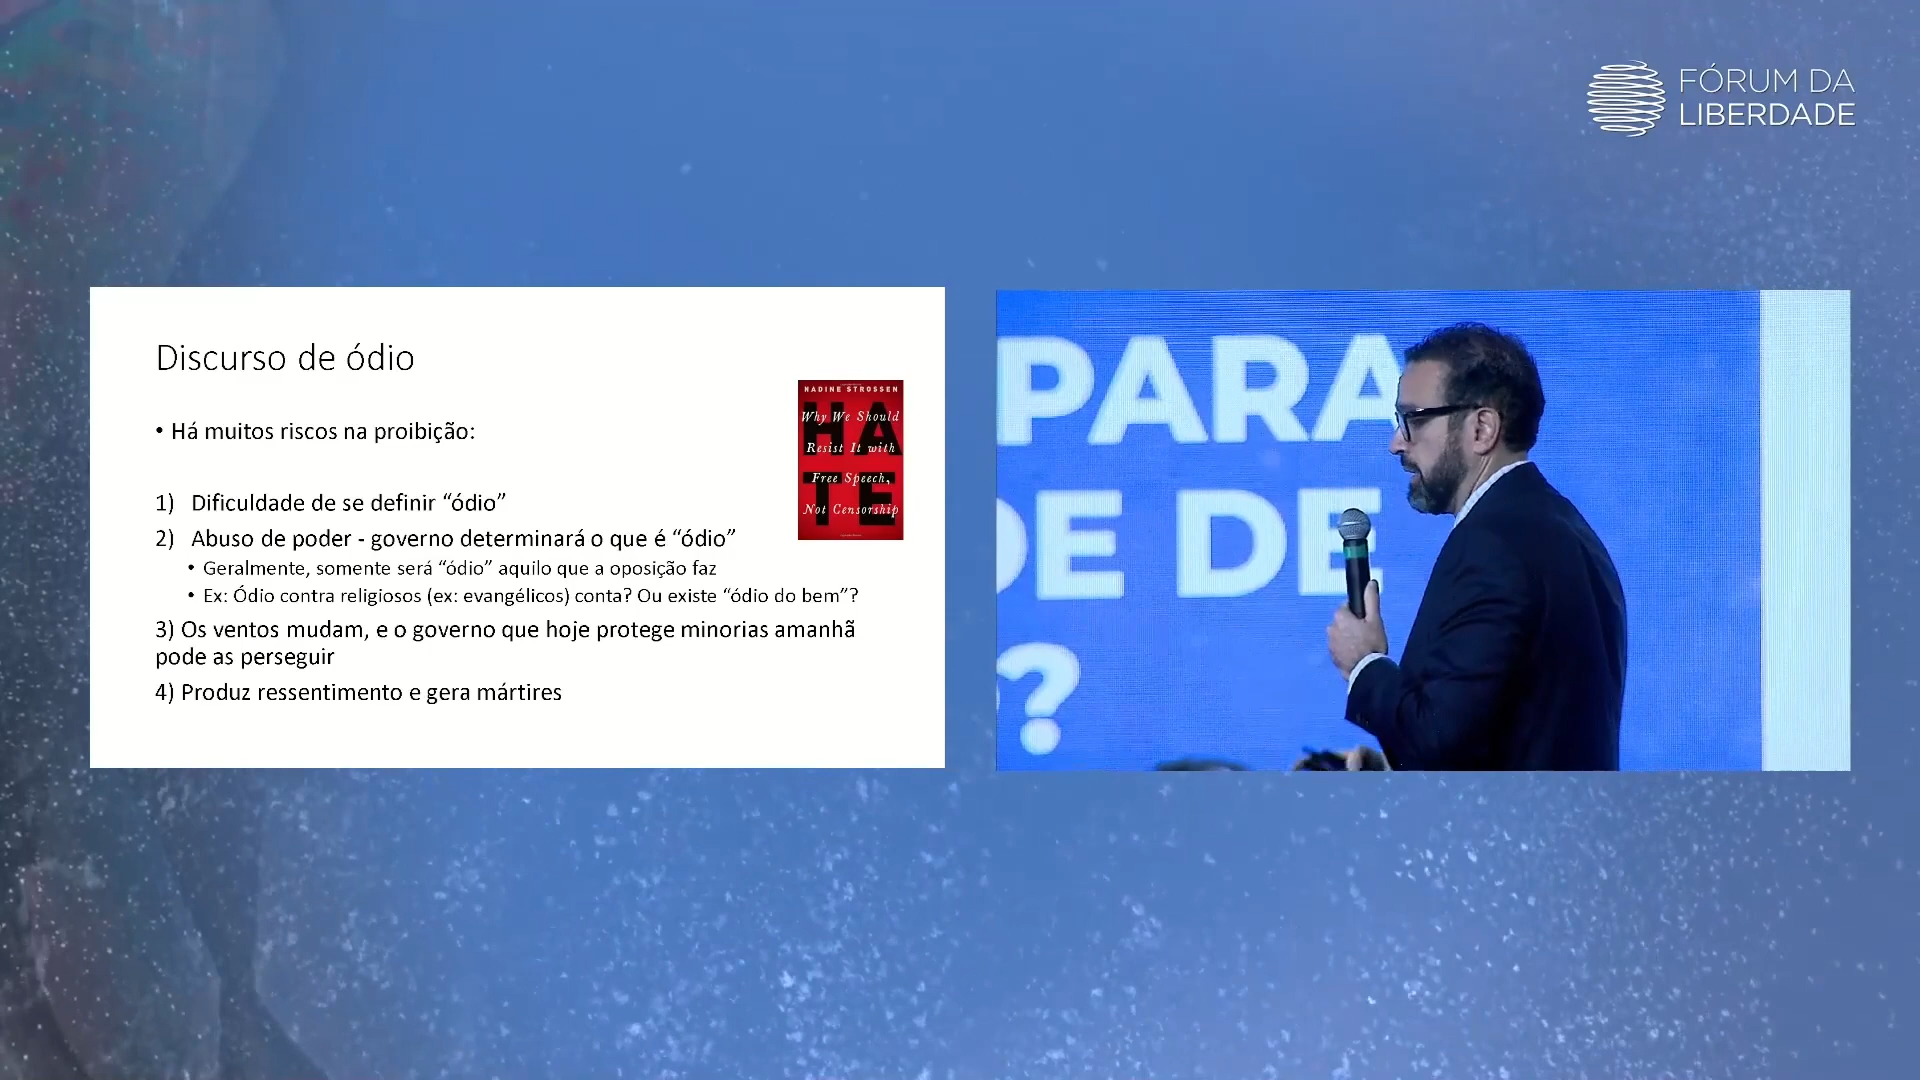 FÓRUM DA
LIBERDADE
Discurso de ódio
• Há muitos riscos na proibição:
1) Dificuldade de se definir “ódio”
2) Abuso de poder - governo determinará o que é “ódio”
• Geralmente, somente será “ódio” aquilo que a oposição faz
• Ex: Ódio contra religiosos (ex: evangélicos) conta? Ou existe “ódio do bem”?
3) Os ventos mudam, e o governo que hoje protege minorias amanhã
pode as perseguir
4) Produz ressentimento e gera mártires
NADINE STROSSEN
HATE
Why We Should
Resist It with
Free Speech,
Not Censorship
PARA
DE DE
?